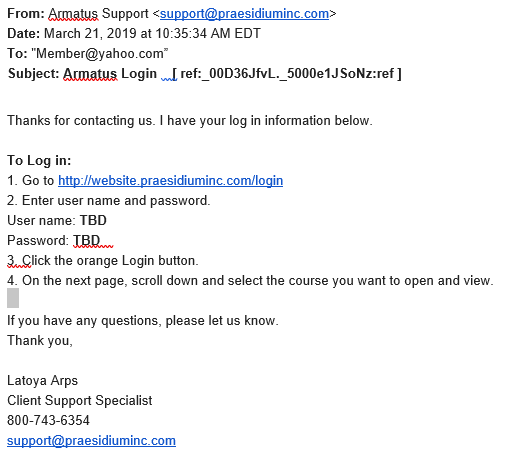 From: Armatus Support <support@praesidiuminc.com>
Date: March 21, 2019 at 10:35:34 AM EDT
To: "Member@yahoo.com”
Subject: Armatus Login [ ref:_00D36JfvL._5000e1JSoNz:ref ]
Thanks for contacting us. I have your log in information below.
To Log in:
1. Go to http://website.praesidiuminc.com/login
2. Enter user name and password.
User name: TBD
Password: TBD
3. Click the orange Login button.
4. On the next page, scroll down and select the course you want to open and view.
If you have any questions, please let us know.
Thank you,
Latoya Arps
Client Support Specialist
800-743-6354
support@praesidiuminc.com